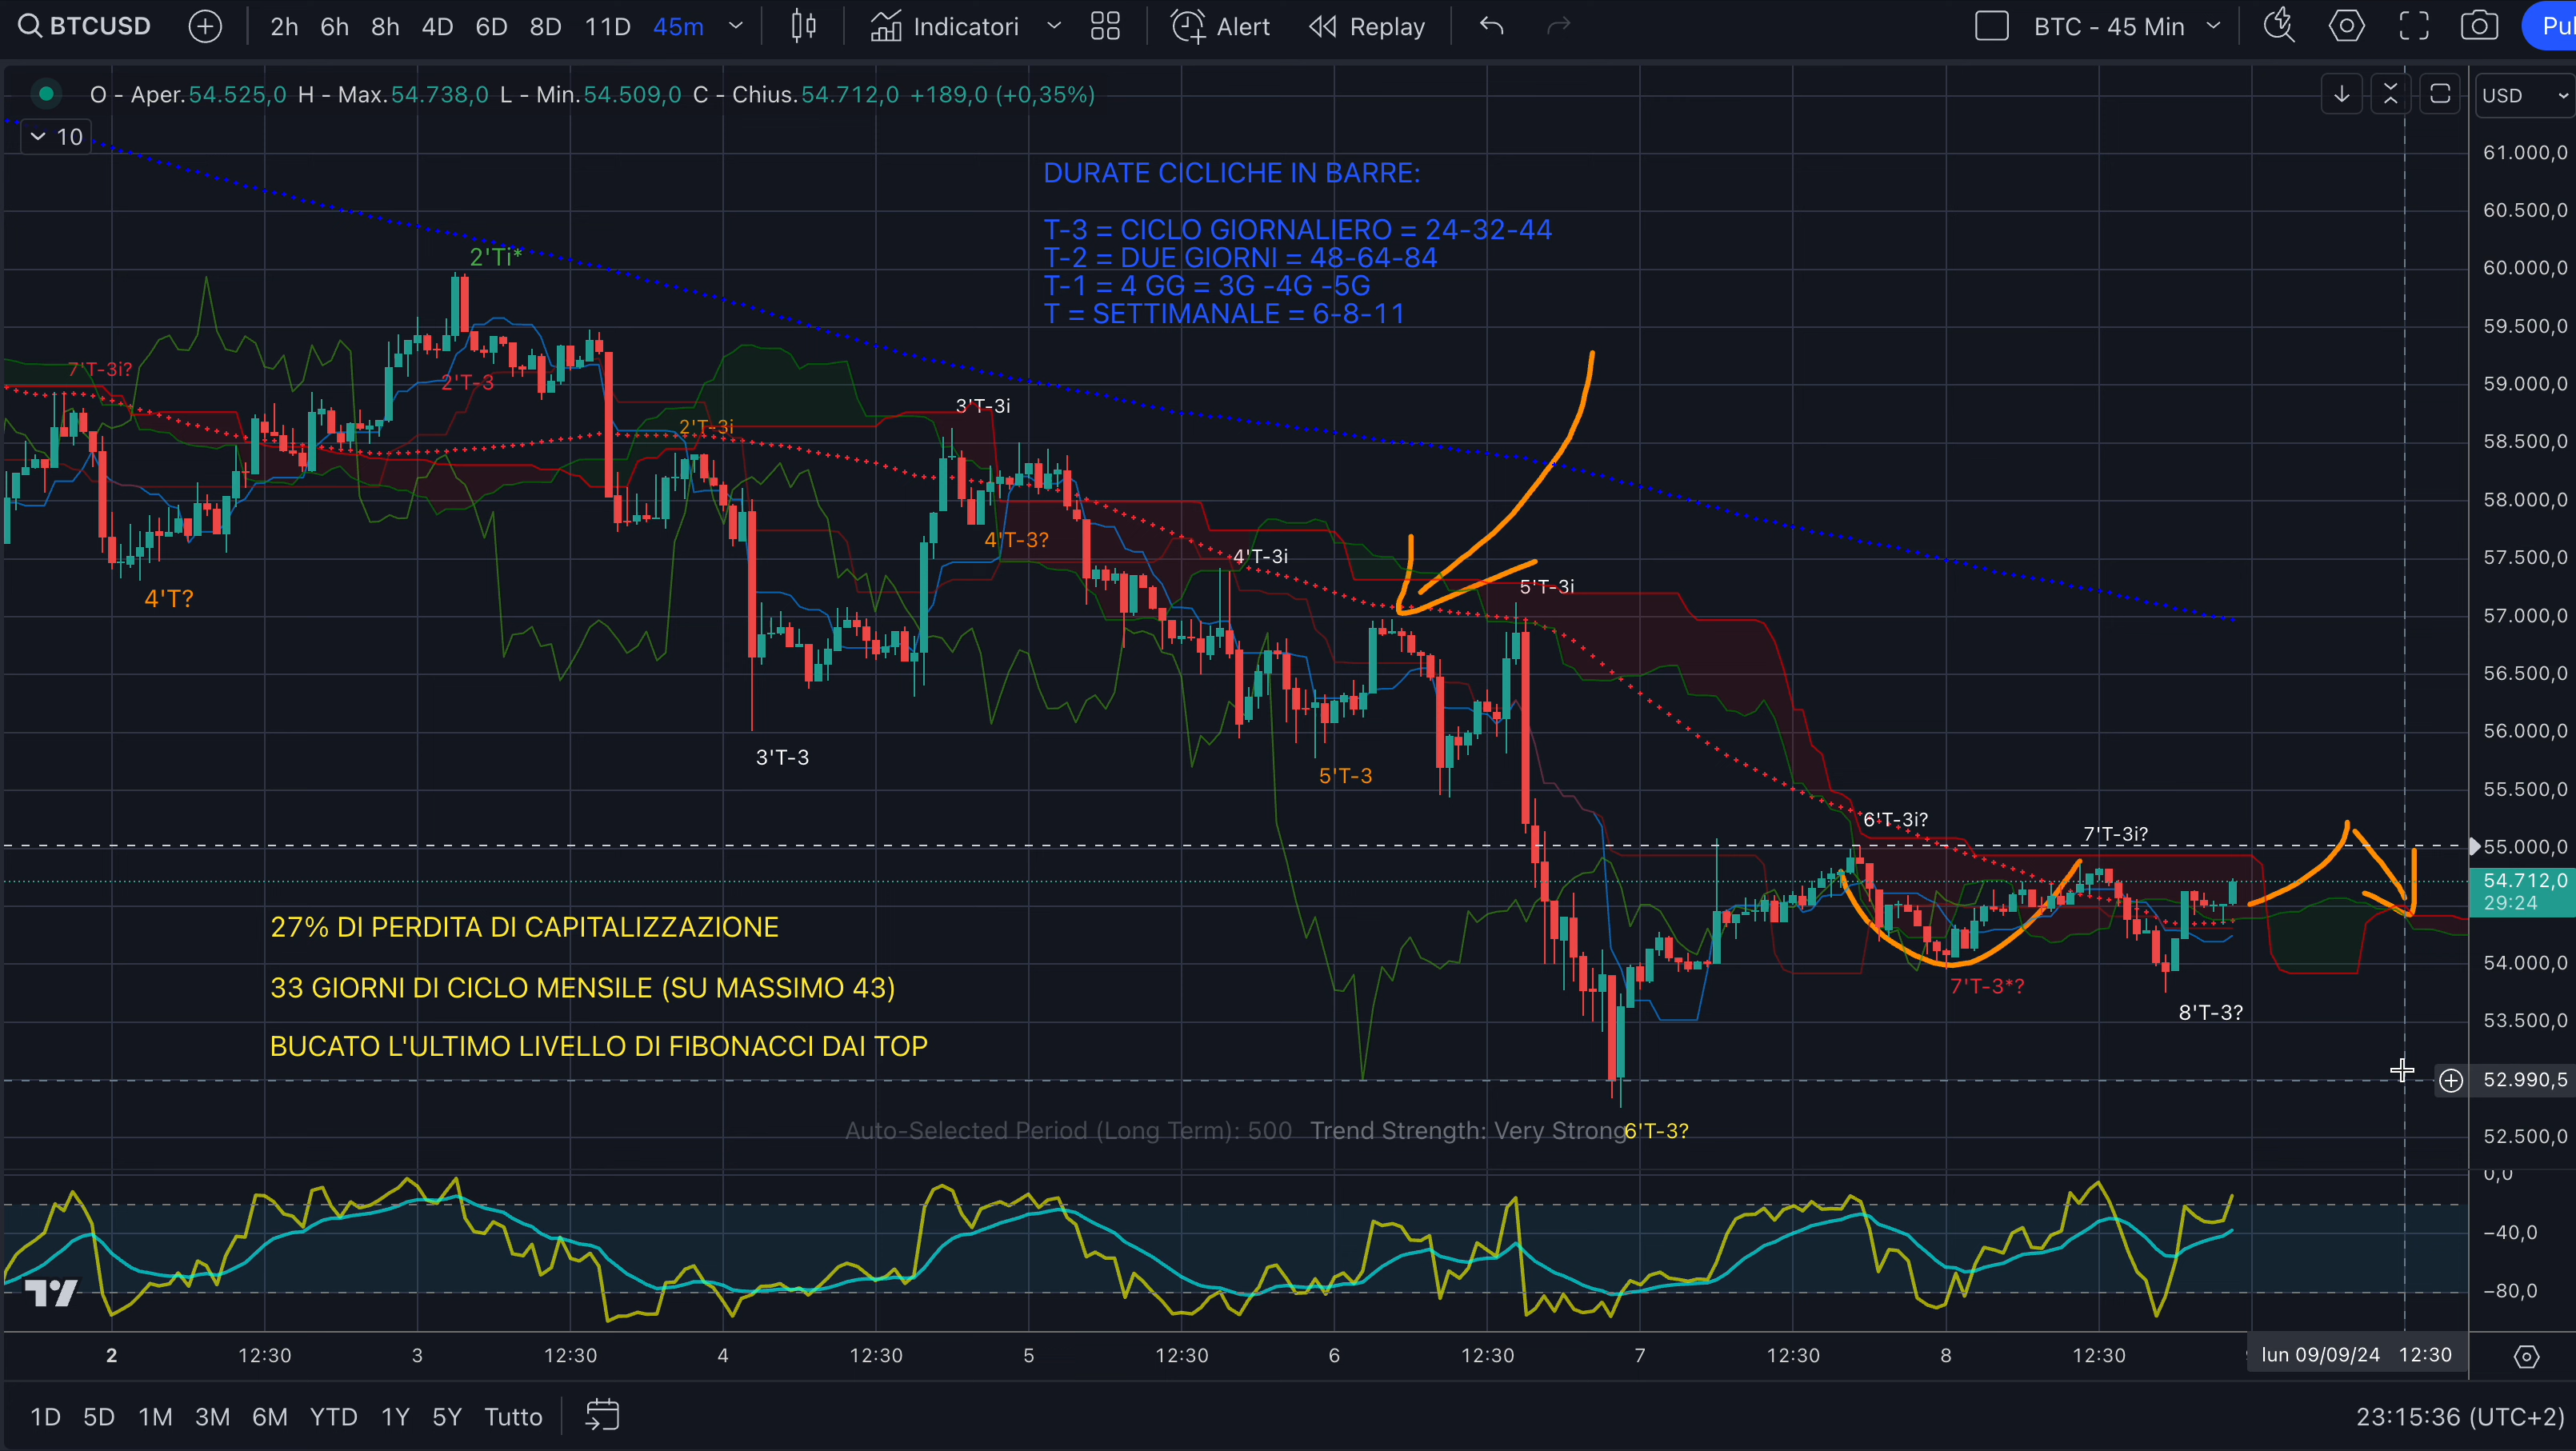 BTCUSD 2h 6h 8h 4D 6D 8D 11D 45m Indicatori Alert Replay BTC - 45 Min Pul
O - Aper.54.525,0 H - Max.54.738,0 L - Min.54.509,0 C - Chius.54.712,0 +189,0 (+0,35%)
USD
10
DURATE CICLICHE IN BARRE:
T-3 = CICLO GIORNALIERO = 24-32-44
T-2 = DUE GIORNI = 48-64-84
T-1 = 4 GG = 3G -4G -5G
T = SETTIMANALE = 6-8-11
61.000,0
60.500,0
60.000,0
59.500,0
59.000,0
58.500,0
58.000,0
57.500,0
57.000,0
56.500,0
56.000,0
55.500,0
55.000,0
54.712,0
29:24
54.000,0
53.500,0
52.990,5
52.500,0
2'Ti*
7'T-3i?
2'T-3
3'T-3i
2'T-3i
4'T-3?
4'T-3i
5'T-3i
4'T?
3'T-3
5'T-3
6'T-3i?
7'T-3i?
7'T-3*?
8'T-3?
27% DI PERDITA DI CAPITALIZZAZIONE
33 GIORNI DI CICLO MENSILE (SU MASSIMO 43)
BUCATO L'ULTIMO LIVELLO DI FIBONACCI DAI TOP
Auto-Selected Period (Long Term): 500 Trend Strength: Very Strong
6'T-3?
0,0
−40,0
−80,0
2 12:30 3 12:30 4 12:30 5 12:30 6 12:30 7 12:30 8 12:30 lun 09/09/24 12:30
1D 5D 1M 3M 6M YTD 1Y 5Y Tutto
23:15:36 (UTC+2)